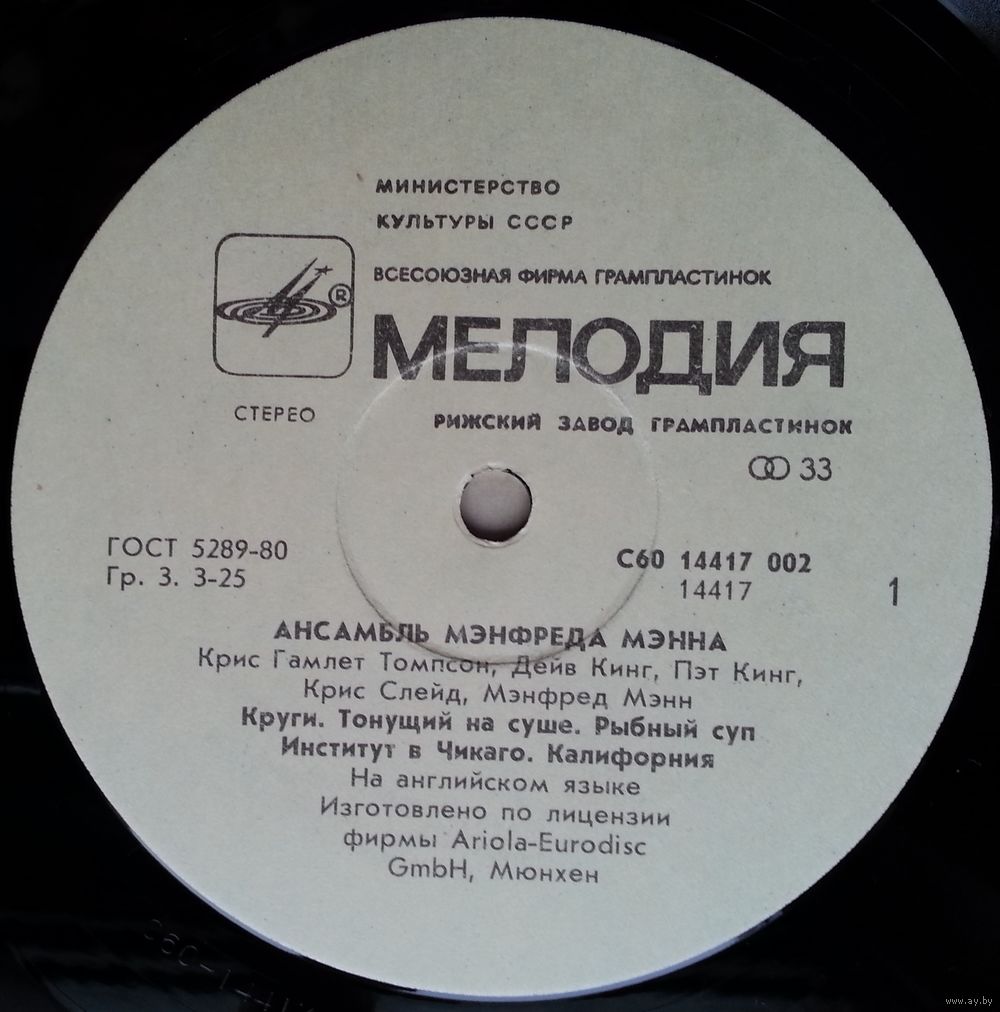 МИНИСТЕРСТВО
КУЛЬТУРЫ СССР
ВСЕСОЮЗНАЯ ФИРМА ГРАМПЛАСТИНОК
®
МЕЛОДИЯ
СТЕРЕО
РИЖСКИЙ ЗАВОД ГРАМПЛАСТИНОК
33
ГОСТ 5289-80
Гр. 3. 3-25
С60 14417 002
14417
1
АНСАМБЛЬ МЭНФРЕДА МЭННА
Крис Гамлет Томпсон, Дейв Кинг, Пэт Кинг,
Крис Слейд, Мэнфред Мэнн
Круги. Тонущий на суше. Рыбный суп
Институт в Чикаго. Калифорния
На английском языке
Изготовлено по лицензии
фирмы Ariola-Eurodisc
GmbH, Мюнхен
www.ay.by